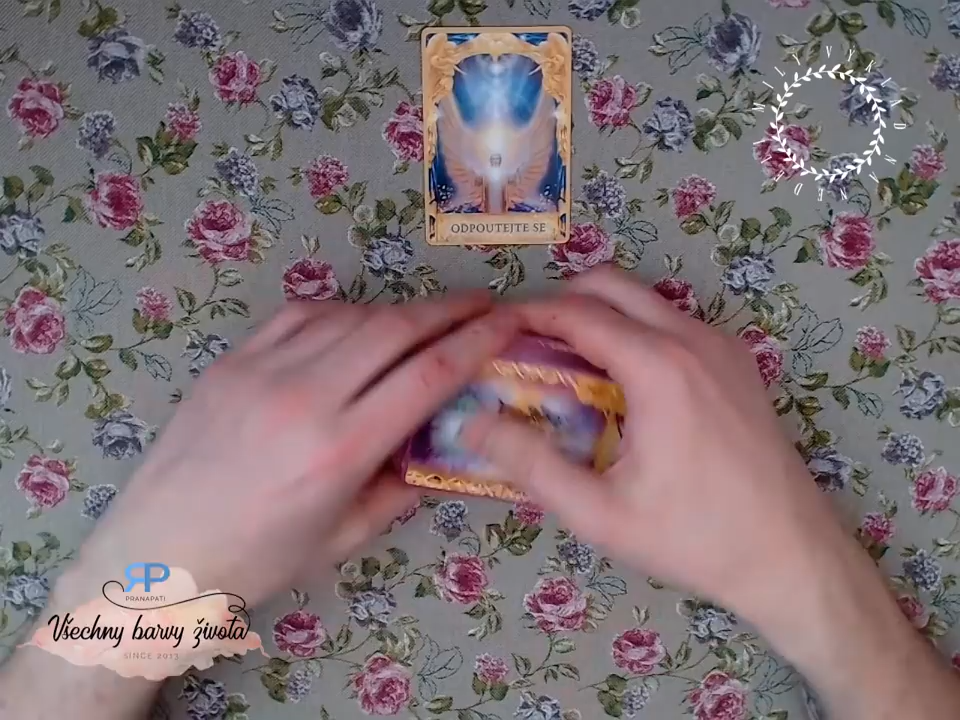 ODPOUTEJTE SE
RP
PRANAPATI
Všechny barvy života
SINCE 2013